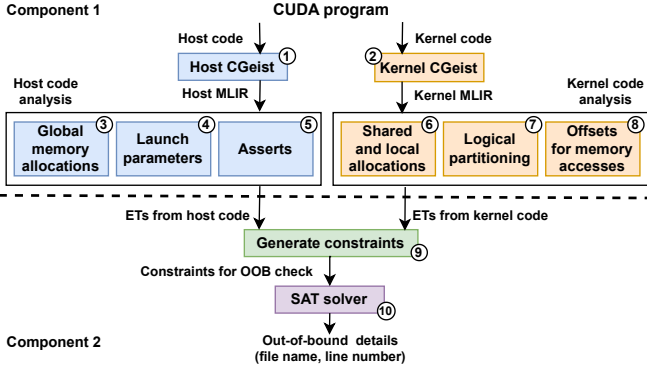 Component 1
CUDA program
Host code
Kernel code
1
2
Host CGeist
Kernel CGeist
Host code
analysis
Host MLIR
Kernel MLIR
Kernel code
analysis
3
Global
memory
allocations
4
Launch
parameters
5
Asserts
6
Shared
and local
allocations
7
Logical
partitioning
8
Offsets
for memory
accesses
ETs from host code
ETs from kernel code
Generate constraints
9
Constraints for OOB check
SAT solver
10
Component 2
Out-of-bound details
(file name, line number)